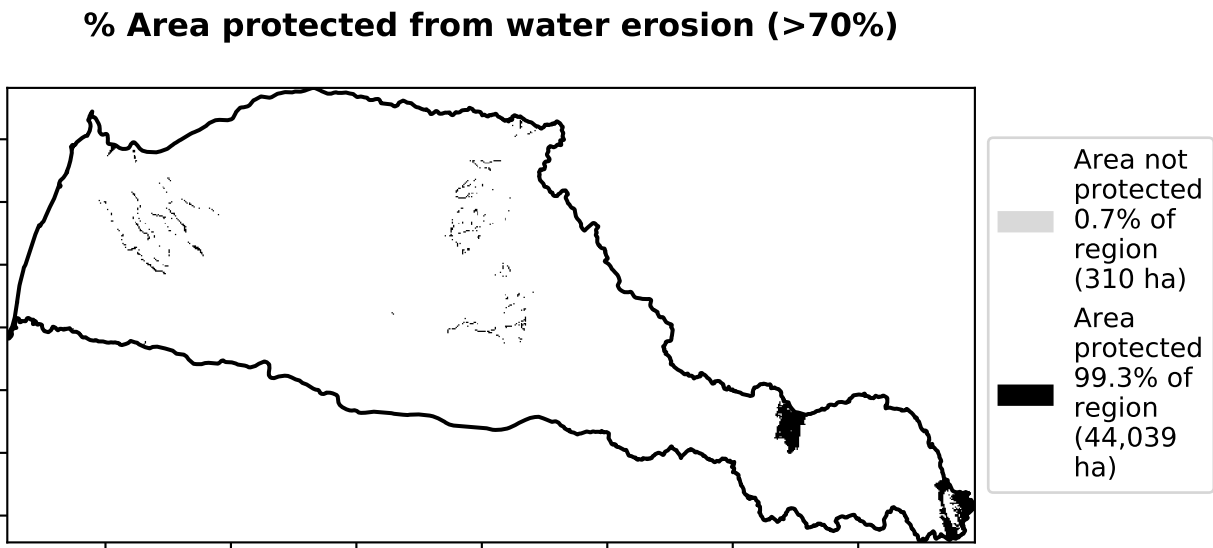 % Area protected from water erosion (>70%)
Area not
protected
0.7% of
region
(310 ha)
Area
protected
99.3% of
region
(44,039
ha)